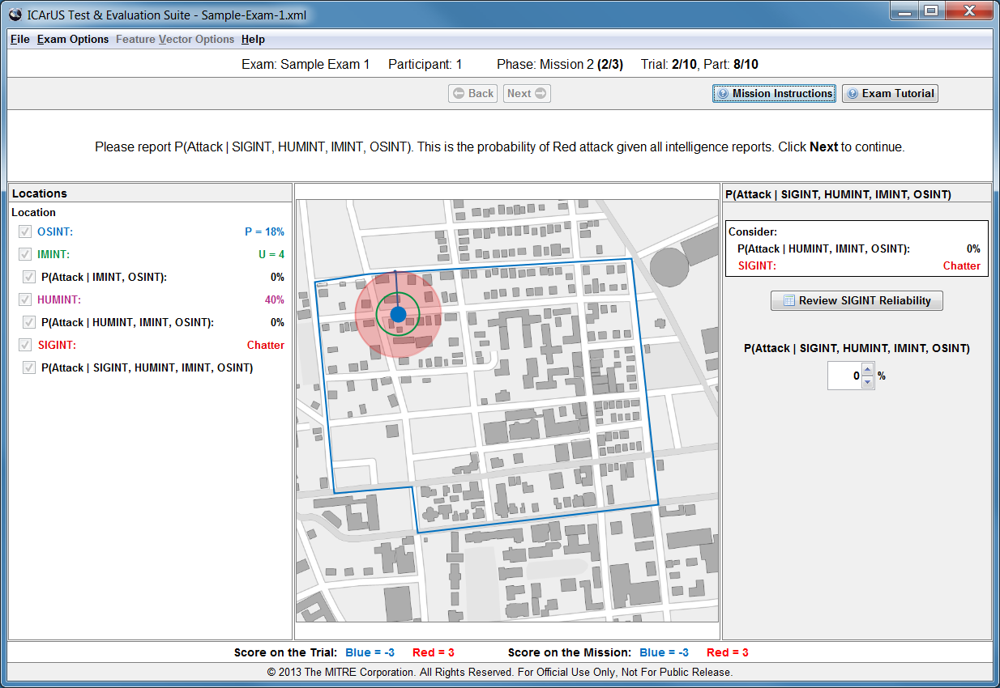 ICArUS Test & Evaluation Suite - Sample-Exam-1.xml
File Exam Options Feature Vector Options Help
Exam: Sample Exam 1 Participant: 1 Phase: Mission 2 (2/3) Trial: 2/10, Part: 8/10
Back Next Mission Instructions Exam Tutorial
Please report P(Attack | SIGINT, HUMINT, IMINT, OSINT). This is the probability of Red attack given all intelligence reports. Click Next to continue.
Locations
Location
OSINT: P = 18%
IMINT: U = 4
P(Attack | IMINT, OSINT): 0%
HUMINT: 40%
P(Attack | HUMINT, IMINT, OSINT): 0%
SIGINT: Chatter
P(Attack | SIGINT, HUMINT, IMINT, OSINT)
P(Attack | SIGINT, HUMINT, IMINT, OSINT)
Consider:
P(Attack | HUMINT, IMINT, OSINT): 0%
SIGINT: Chatter
Review SIGINT Reliability
P(Attack | SIGINT, HUMINT, IMINT, OSINT)
0 %
Score on the Trial: Blue = -3 Red = 3 Score on the Mission: Blue = -3 Red = 3
© 2013 The MITRE Corporation. All Rights Reserved. For Official Use Only, Not For Public Release.